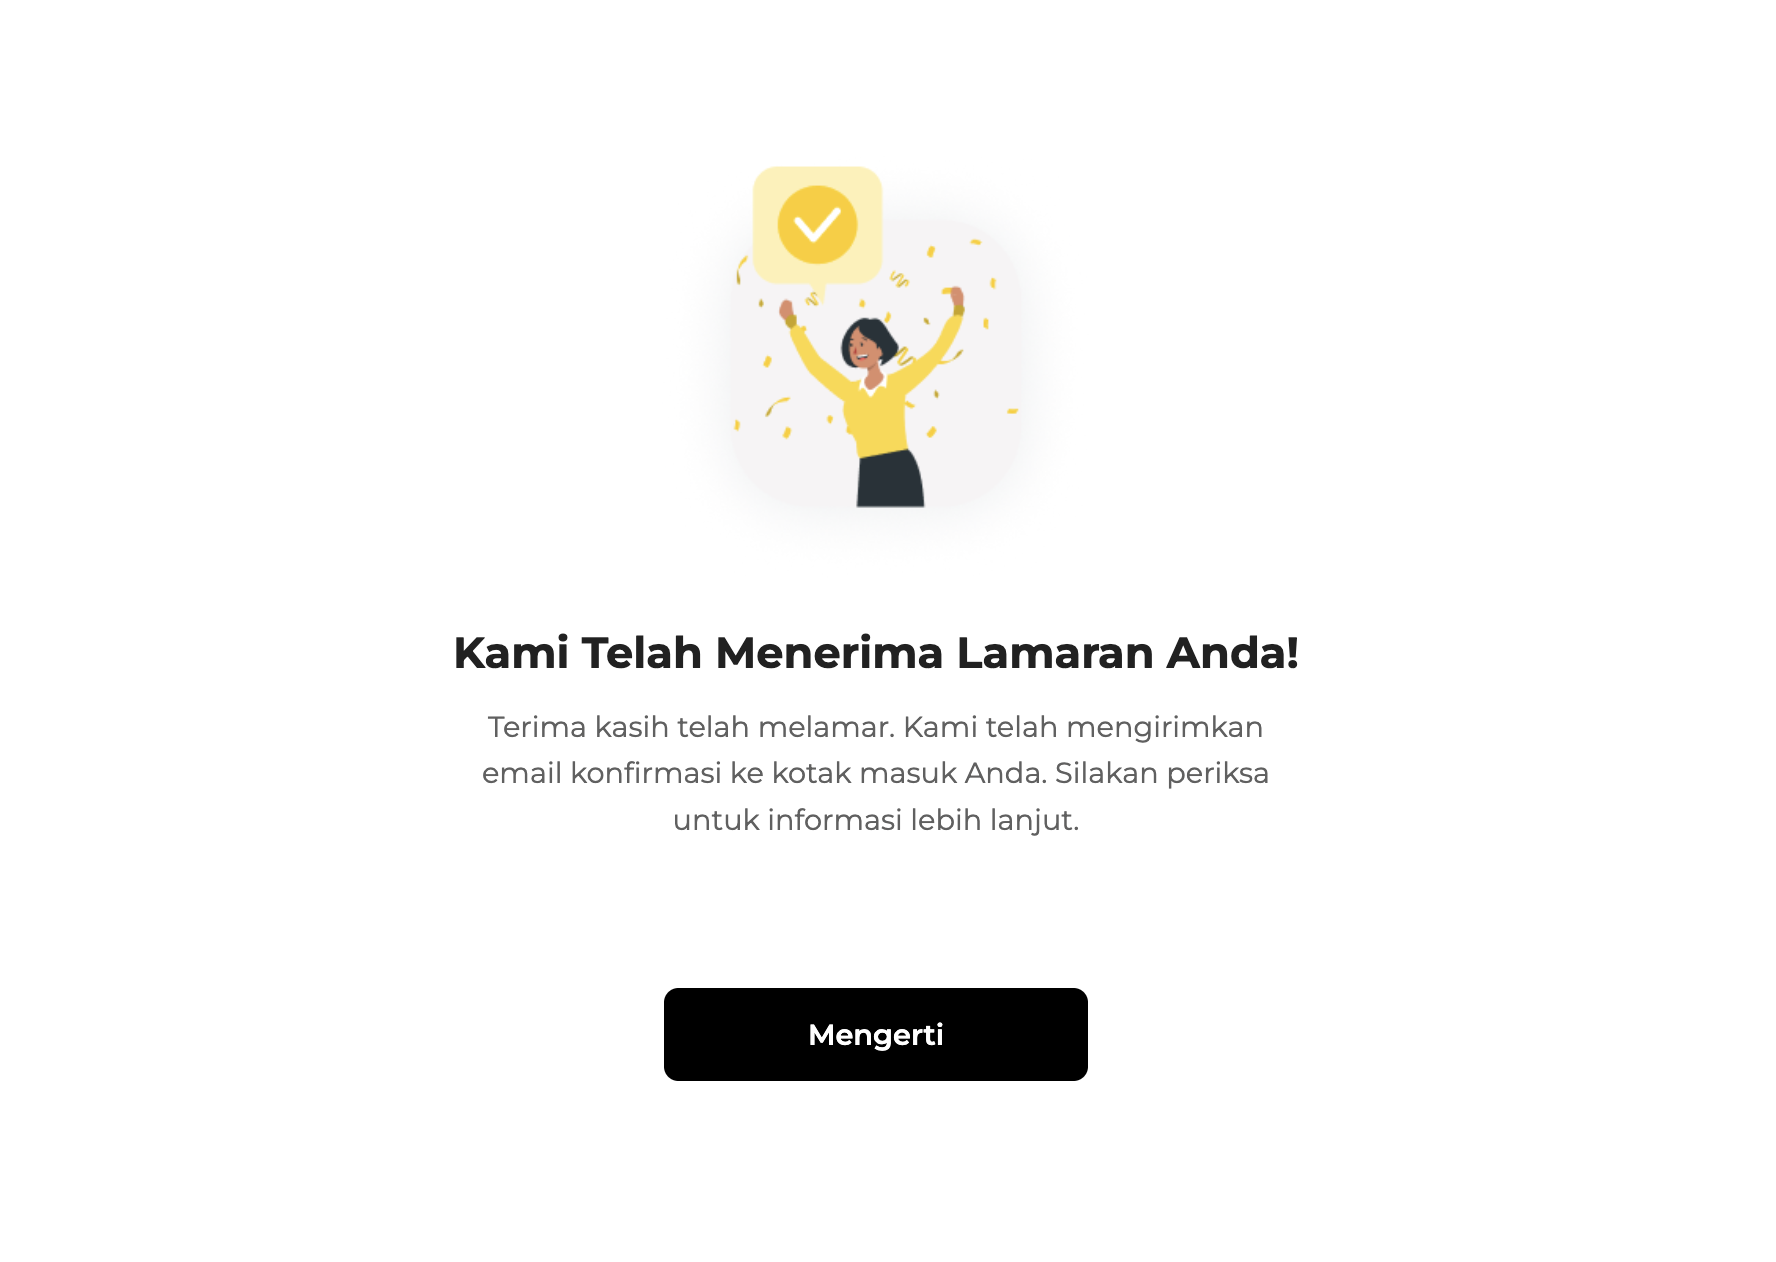 Kami Telah Menerima Lamaran Anda!
Terima kasih telah melamar. Kami telah mengirimkan
email konfirmasi ke kotak masuk Anda. Silakan periksa
untuk informasi lebih lanjut.
Mengerti